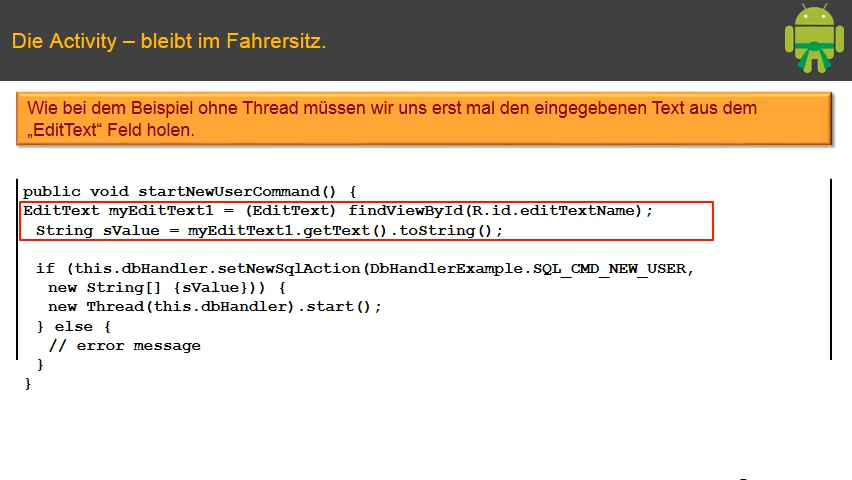 Die Activity – bleibt im Fahrersitz.
Wie bei dem Beispiel ohne Thread müssen wir uns erst mal den eingegebenen Text aus dem
„EditText“ Feld holen.
public void startNewUserCommand() {
EditText myEditText1 = (EditText) findViewById(R.id.editTextName);
String sValue = myEditText1.getText().toString();
if (this.dbHandler.setNewSqlAction(DbHandlerExample.SQL_CMD_NEW_USER,
new String[] {sValue})) {
new Thread(this.dbHandler).start();
} else {
// error message
}
}